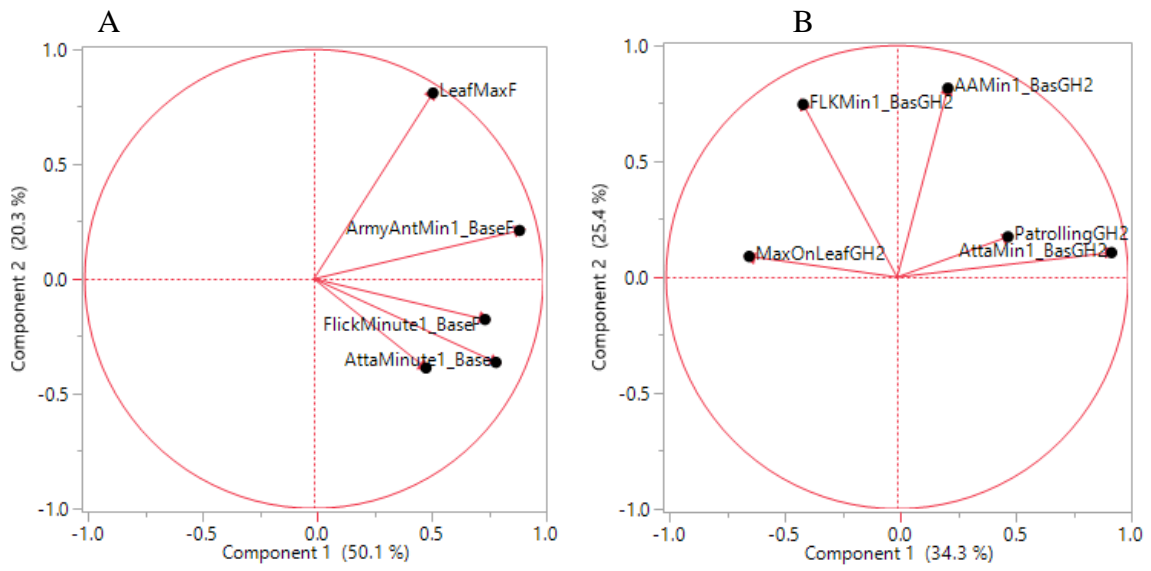 A
B
1.0
0.5
0.0
-0.5
-1.0
Component 2 (20.3 %)
LeafMaxF
ArmyAntMin1_BaseF
FlickMinute1_BaseF
AttaMinute1_Base
-1.0
-0.5
0.0
0.5
1.0
Component 1 (50.1 %)
1.0
0.5
0.0
-0.5
-1.0
Component 2 (25.4 %)
FLKMin1_BasGH2
AAMin1_BasGH2
PatrollingGH2
AttaMin1_BasGH2
MaxOnLeafGH2
-1.0
-0.5
0.0
0.5
1.0
Component 1 (34.3 %)